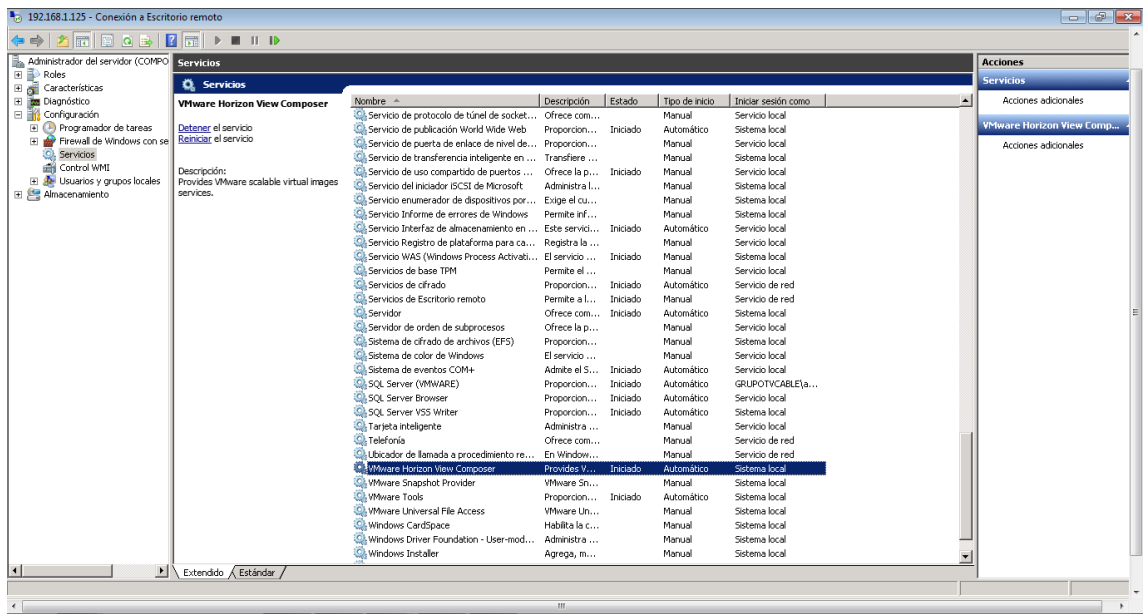 192.168.1.125 - Conexión a Escritorio remoto
Administrador del servidor (COMPO
Roles
Características
Diagnóstico
Configuración
Programador de tareas
Firewall de Windows con se
Servicios
Control WMI
Usuarios y grupos locales
Almacenamiento
Servicios
Servicios
VMware Horizon View Composer
Detener el servicio
Reiniciar el servicio
Descripción:
Provides VMware scalable virtual images
services.
Nombre Descripción Estado Tipo de inicio Iniciar sesión como
Servicio de protocolo de túnel de socket... Ofrece com... Manual Servicio local
Servicio de publicación World Wide Web Proporcion... Iniciado Automático Sistema local
Servicio de puerta de enlace de nivel de... Proporcion... Manual Servicio local
Servicio de transferencia inteligente en ... Transfiere ... Manual Sistema local
Servicio de uso compartido de puertos ... Ofrece la p... Iniciado Manual Servicio local
Servicio del iniciador iSCSI de Microsoft Administra l... Manual Sistema local
Servicio enumerador de dispositivos por... Exige el cu... Manual Sistema local
Servicio Informe de errores de Windows Permite inf... Manual Sistema local
Servicio Interfaz de almacenamiento en ... Este servici... Iniciado Automático Servicio local
Servicio Registro de plataforma para ca... Registra la ... Manual Servicio local
Servicio WAS (Windows Process Activati... El servicio ... Iniciado Manual Sistema local
Servicios de base TPM Permite el ... Manual Servicio local
Servicios de cifrado Proporcion... Iniciado Automático Servicio de red
Servicios de Escritorio remoto Permite a l... Iniciado Manual Servicio de red
Servidor Ofrece com... Iniciado Automático Sistema local
Servidor de orden de subprocesos Ofrece la p... Manual Servicio local
Sistema de cifrado de archivos (EFS) Proporcion... Manual Sistema local
Sistema de color de Windows El servicio ... Manual Servicio local
Sistema de eventos COM+ Admite el S... Iniciado Automático Servicio local
SQL Server (VMWARE) Proporcion... Iniciado Automático GRUPOTVCABLE\a...
SQL Server Browser Proporcion... Iniciado Automático Servicio local
SQL Server VSS Writer Proporcion... Iniciado Automático Sistema local
Tarjeta inteligente Administra ... Manual Servicio local
Telefonía Ofrece com... Manual Servicio de red
Ubicador de llamada a procedimiento re... En Window... Manual Servicio de red
VMware Horizon View Composer Provides V... Iniciado Automático Sistema local
VMware Snapshot Provider VMware Sn... Manual Sistema local
VMware Tools Proporcion... Iniciado Automático Sistema local
VMware Universal File Access VMware Un... Manual Sistema local
Windows CardSpace Habilita la c... Manual Sistema local
Windows Driver Foundation - User-mod... Administra ... Manual Sistema local
Windows Installer Agrega, m... Manual Sistema local
Extendido Estándar
Acciones
Servicios
Acciones adicionales
VMware Horizon View Comp...
Acciones adicionales